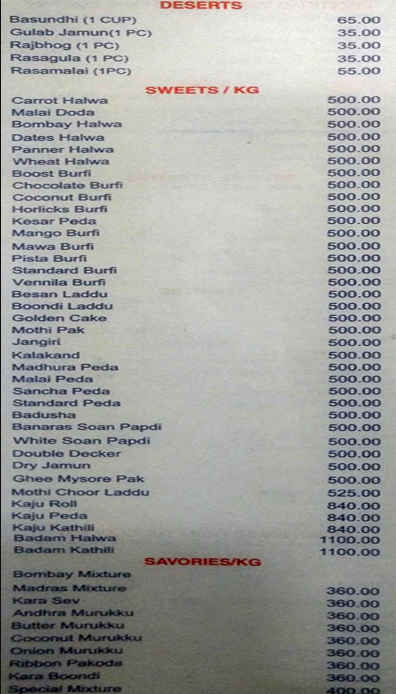 DESERTS
Basundhi (1 CUP) 65.00
Gulab Jamun(1 PC) 35.00
Rajbhog (1 PC) 35.00
Rasagula (1 PC) 35.00
Rasamalai (1PC) 55.00
SWEETS / KG
Carrot Halwa 500.00
Malai Doda 500.00
Bombay Halwa 500.00
Dates Halwa 500.00
Panner Halwa 500.00
Wheat Halwa 500.00
Boost Burfi 500.00
Chocolate Burfi 500.00
Coconut Burfi 500.00
Horlicks Burfi 500.00
Kesar Peda 500.00
Mango Burfi 500.00
Mawa Burfi 500.00
Pista Burfi 500.00
Standard Burfi 500.00
Vennila Burfi 500.00
Besan Laddu 500.00
Boondi Laddu 500.00
Golden Cake 500.00
Mothi Pak 500.00
Jangiri 500.00
Kalakand 500.00
Madhura Peda 500.00
Malai Peda 500.00
Sancha Peda 500.00
Standard Peda 500.00
Badusha 500.00
Banaras Soan Papdi 500.00
White Soan Papdi 500.00
Double Decker 500.00
Dry Jamun 500.00
Ghee Mysore Pak 500.00
Mothi Choor Laddu 525.00
Kaju Roll 840.00
Kaju Peda 840.00
Kaju Kathili 840.00
Badam Halwa 1100.00
Badam Kathili 1100.00
SAVORIES/KG
Bombay Mixture
Madras Mixture 360.00
Kara Sev 360.00
Andhra Murukku 360.00
Butter Murukku 360.00
Coconut Murukku 360.00
Onion Murukku 360.00
Ribbon Pakoda 360.00
Kara Boondi 360.00
Special Mixture 400.00